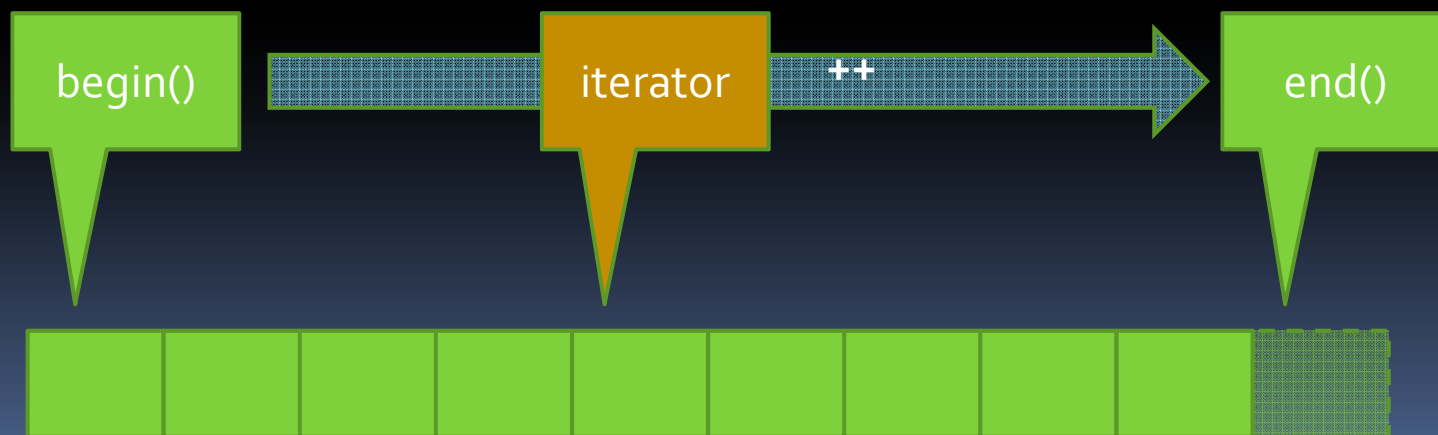 begin()
iterator
++
end()